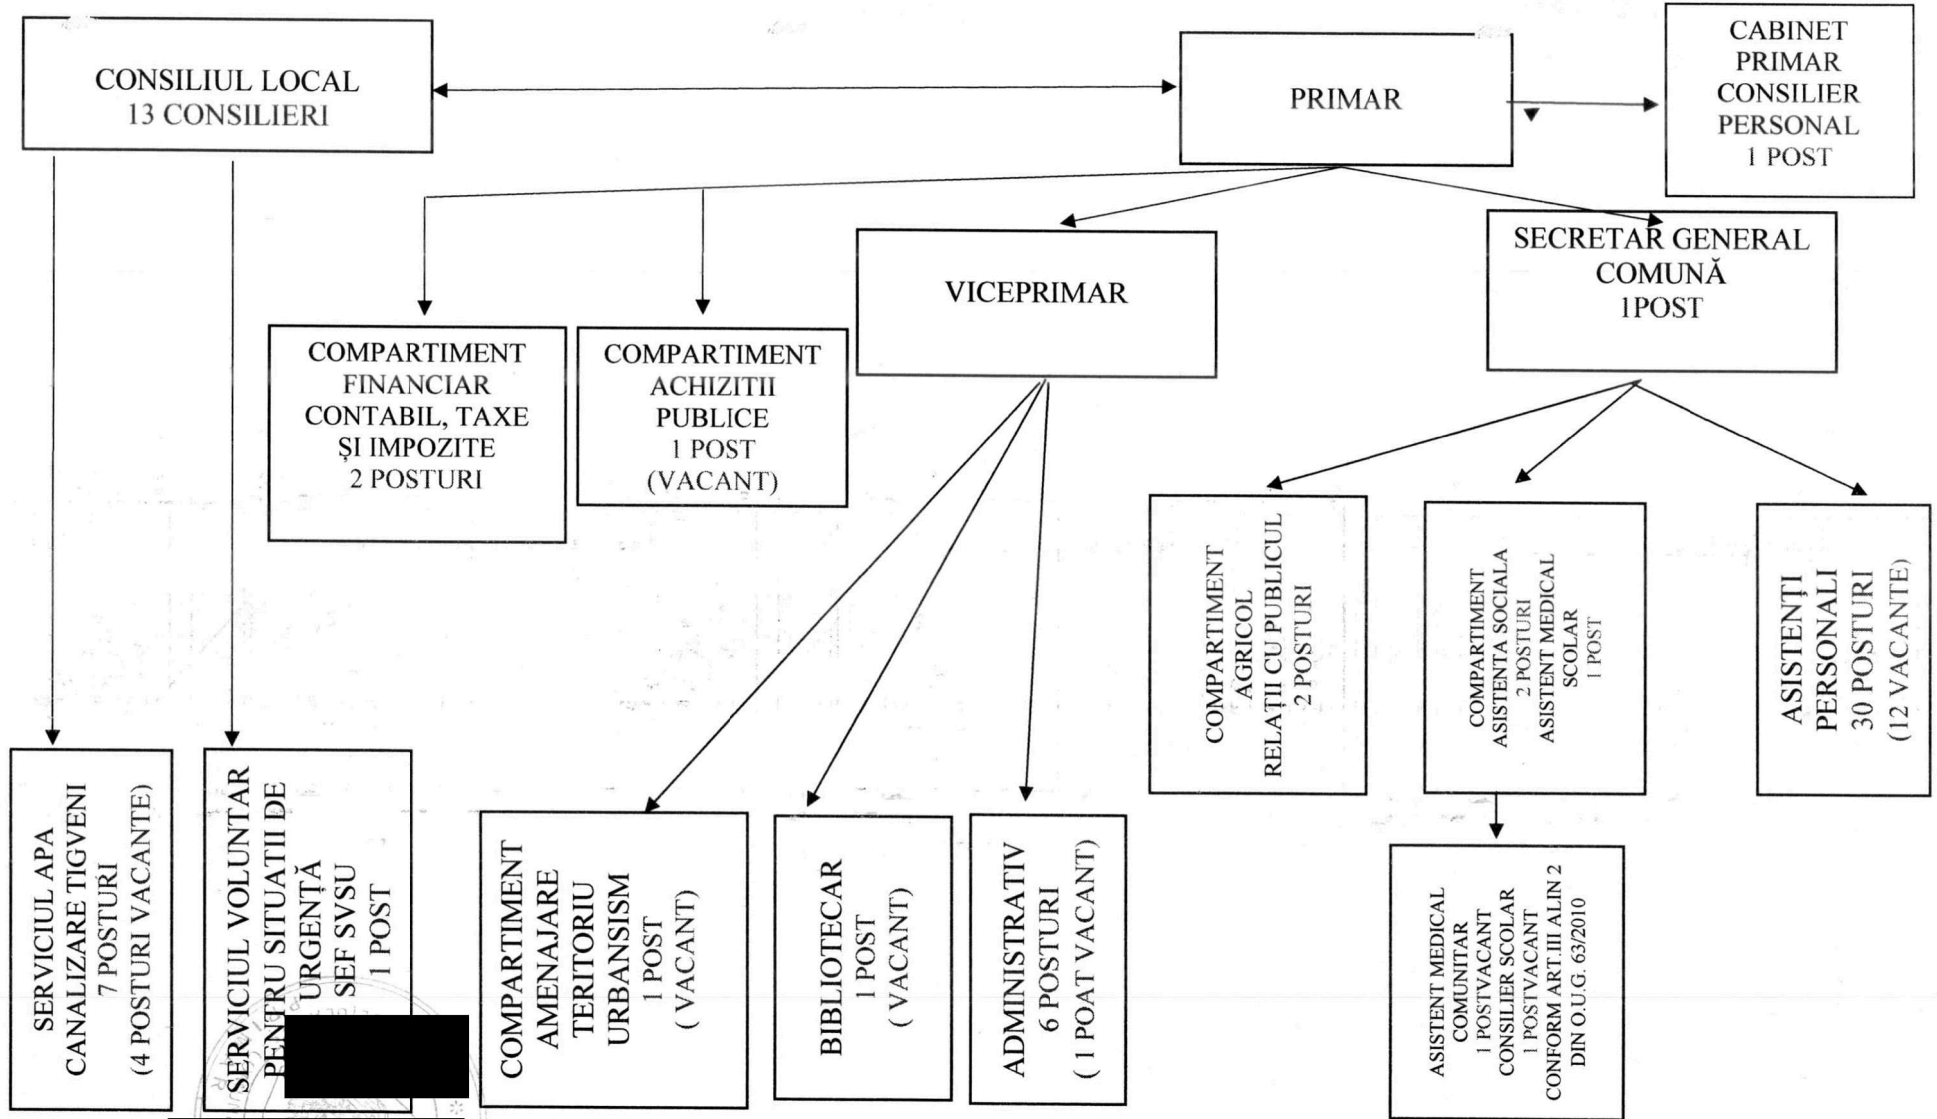 CONSILIUL LOCAL
13 CONSILIERI
PRIMAR
CABINET
PRIMAR
CONSILIER
PERSONAL
1 POST
COMPARTIMENT
FINANCIAR
CONTABIL, TAXE
ȘI IMPOZITE
2 POSTURI
COMPARTIMENT
ACHIZITII
PUBLICE
1 POST
(VACANT)
VICEPRIMAR
SECRETAR GENERAL
COMUNĂ
1POST
COMPARTIMENT
AGRICOL
RELAȚII CU PUBLICUL
2 POSTURI
COMPARTIMENT
ASISTENTA SOCIALA
2 POSTURI
ASISTENT MEDICAL
SCOLAR
1 POST
ASISTENȚI
PERSONALI
30 POSTURI
(12 VACANTE)
SERVICIUL APA
CANALIZARE TIGVENI
7 POSTURI
(4 POSTURI VACANTE)
SERVICIUL VOLUNTAR
PENTRU SITUATII DE
URGENȚĂ
SEF SVSU
1 POST
COMPARTIMENT
AMENAJARE
TERITORIU
URBANSISM
1 POST
( VACANT)
BIBLIOTECAR
1 POST
( VACANT)
ADMINISTRATIV
6 POSTURI
( 1 POAT VACANT)
ASISTENT MEDICAL
COMUNITAR
1 POSTVACANT
CONSILIER SCOLAR
1 POSTVACANT
CONFORM ART.III ALIN 2
DIN O.U.G. 63/2010